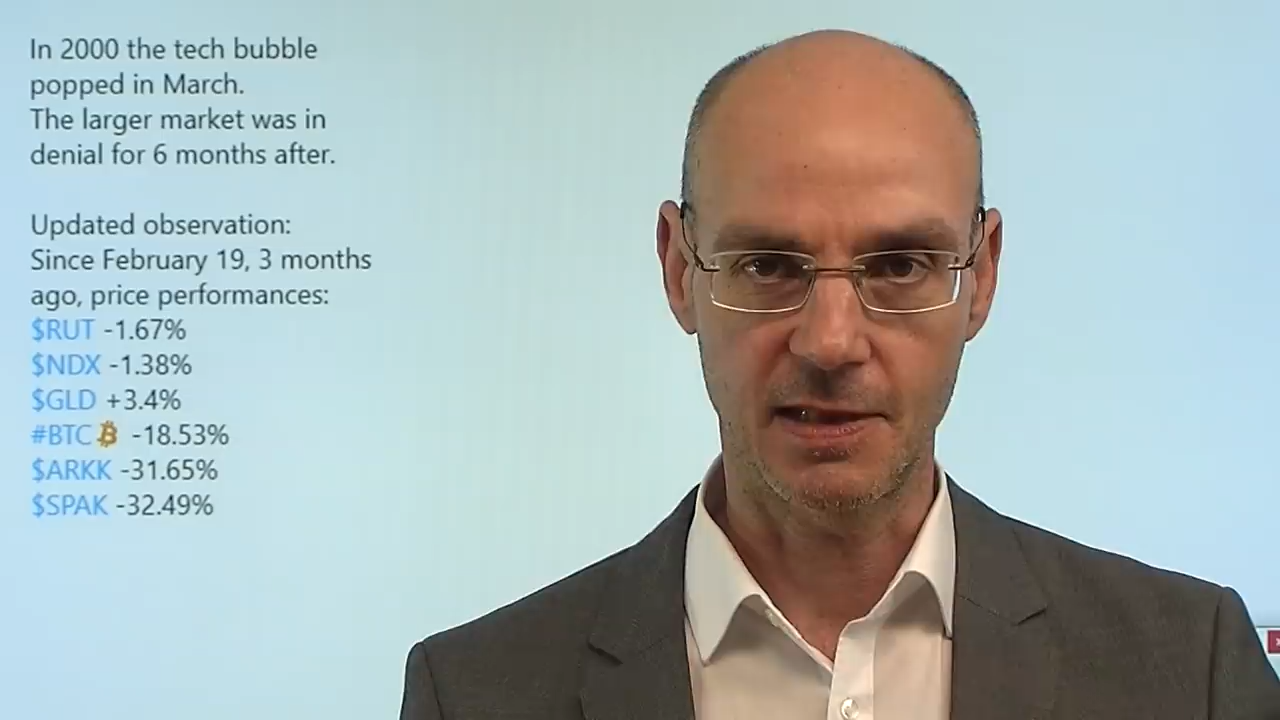 In 2000 the tech bubble
popped in March.
The larger market was in
denial for 6 months after.
Updated observation:
Since February 19, 3 months
ago, price performances:
$RUT -1.67%
$NDX -1.38%
$GLD +3.4%
#BTC -18.53%
$ARKK -31.65%
$SPAK -32.49%